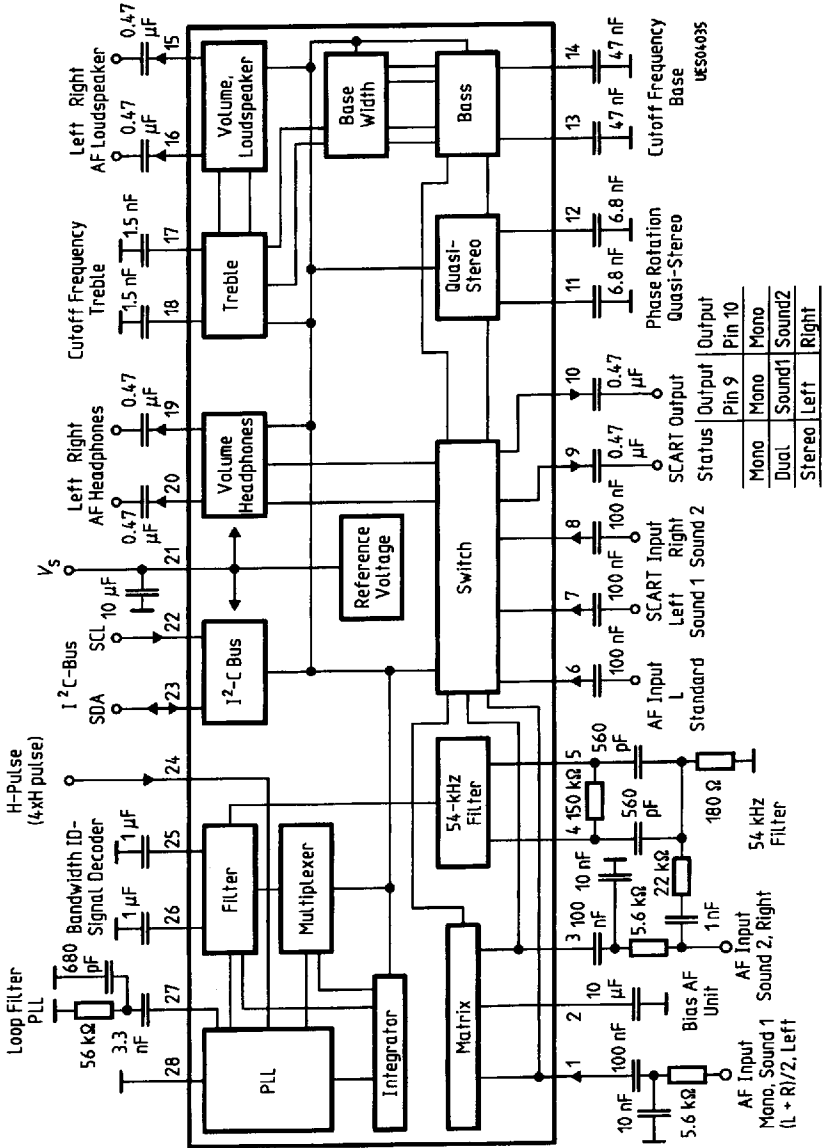 Loop Filter
PLL
Bandwidth ID-
Signal Decoder
H-Pulse
(4xH pulse)
I²C-Bus
SDA
SCL
VS
Left Right
AF Headphones
Cutoff Frequency
Treble
Left Right
AF Loudspeaker
56 kΩ
680
pF
3.3
nF
1 µF
1 µF
10 µF
0.47
µF
0.47
µF
1.5 nF
1.5 nF
0.47
µF
0.47
µF
28
27
26
25
24
23
22
21
20
19
18
17
16
15
PLL
Filter
Multiplexer
Integrator
I²-C Bus
Volume
Headphones
Treble
Volume,
Loudspeaker
Reference
Voltage
Base
Width
Matrix
54-kHz
Filter
Switch
Quasi-
Stereo
Bass
1
2
3
4
5
6
7
8
9
10
11
12
13
14
100 nF
10 nF
5.6 kΩ
10
µF
100
nF
10 nF
5.6 kΩ
1 nF
22 kΩ
150 kΩ
560
pF
560
pF
180 Ω
100 nF
100 nF
100 nF
0.47
µF
0.47
µF
6.8 nF
6.8 nF
47 nF
47 nF
AF Input
Mono, Sound 1
(L + R)/2, Left
Bias AF
Unit
AF Input
Sound 2, Right
54 kHz
Filter
AF Input
L
Standard
SCART Input
Left Right
Sound 1 Sound 2
SCART Output
Status Output Output
Pin 9 Pin 10
Mono Mono Mono
Dual Sound1 Sound2
Stereo Left Right
Phase Rotation
Quasi-Stereo
Cutoff Frequency
Base
UES04035